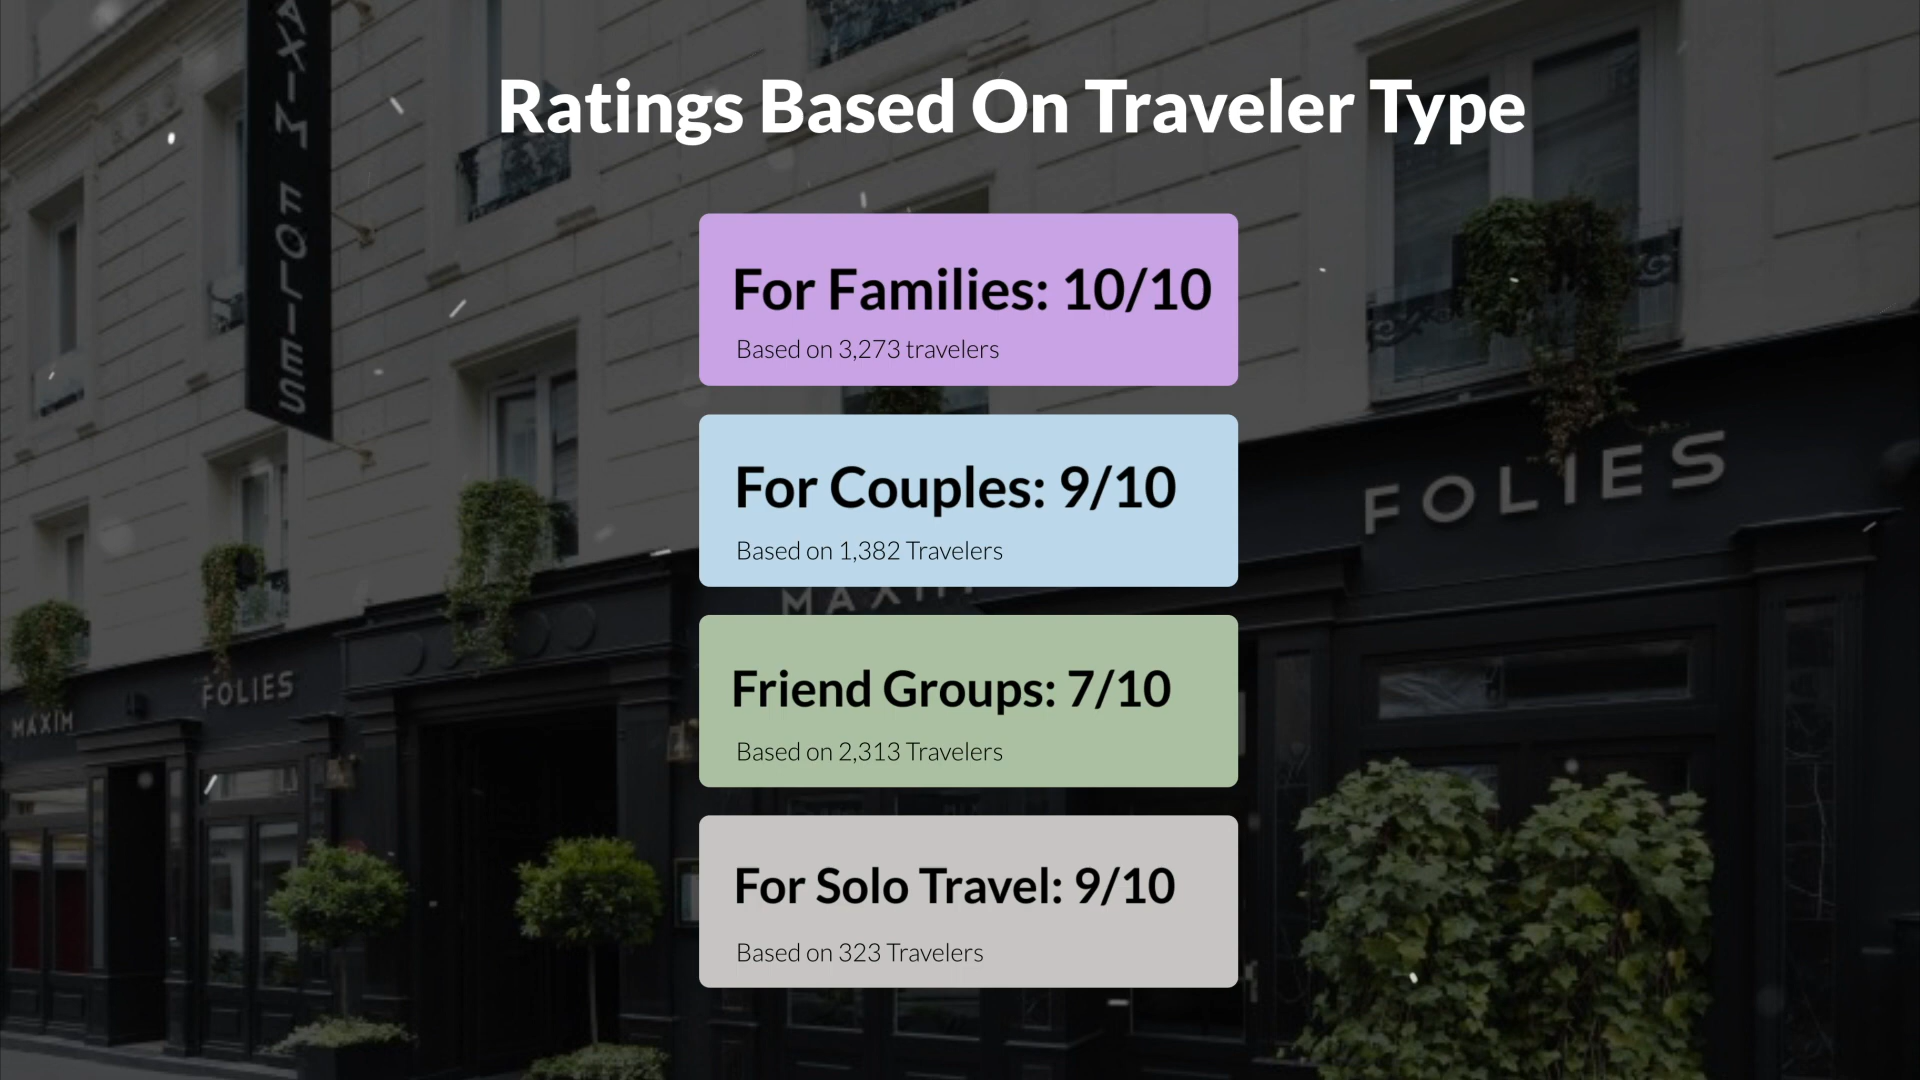 MAXIM FOLIES
Ratings Based On Traveler Type
For Families: 10/10
Based on 3,273 travelers
For Couples: 9/10
Based on 1,382 Travelers
FOLIES
MAXIM
Friend Groups: 7/10
Based on 2,313 Travelers
MAXIM
FOLIES
For Solo Travel: 9/10
Based on 323 Travelers